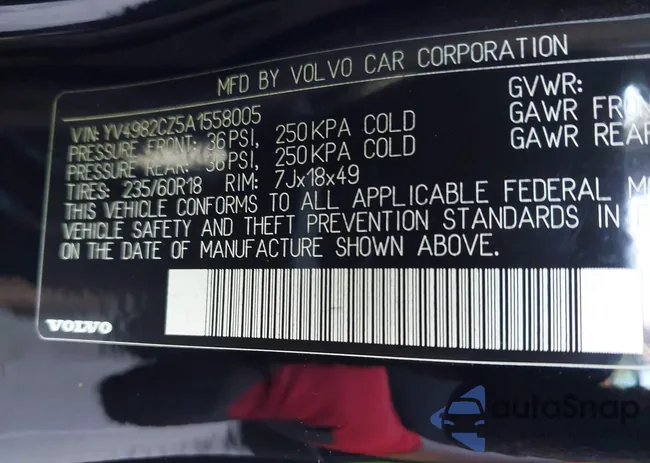 MFD BY VOLVO CAR CORPORATION
VIN: YV4982CZ5A1558005 GVWR:
PRESSURE FRONT: 36PSI, 250KPA COLD GAWR FRON
PRESSURE REAR: 36PSI, 250KPA COLD GAWR REAR
TIRES: 235/60R18 RIM: 7Jx18x49
THIS VEHICLE CONFORMS TO ALL APPLICABLE FEDERAL M
VEHICLE SAFETY AND THEFT PREVENTION STANDARDS IN
ON THE DATE OF MANUFACTURE SHOWN ABOVE.
VOLVO
autoSnap